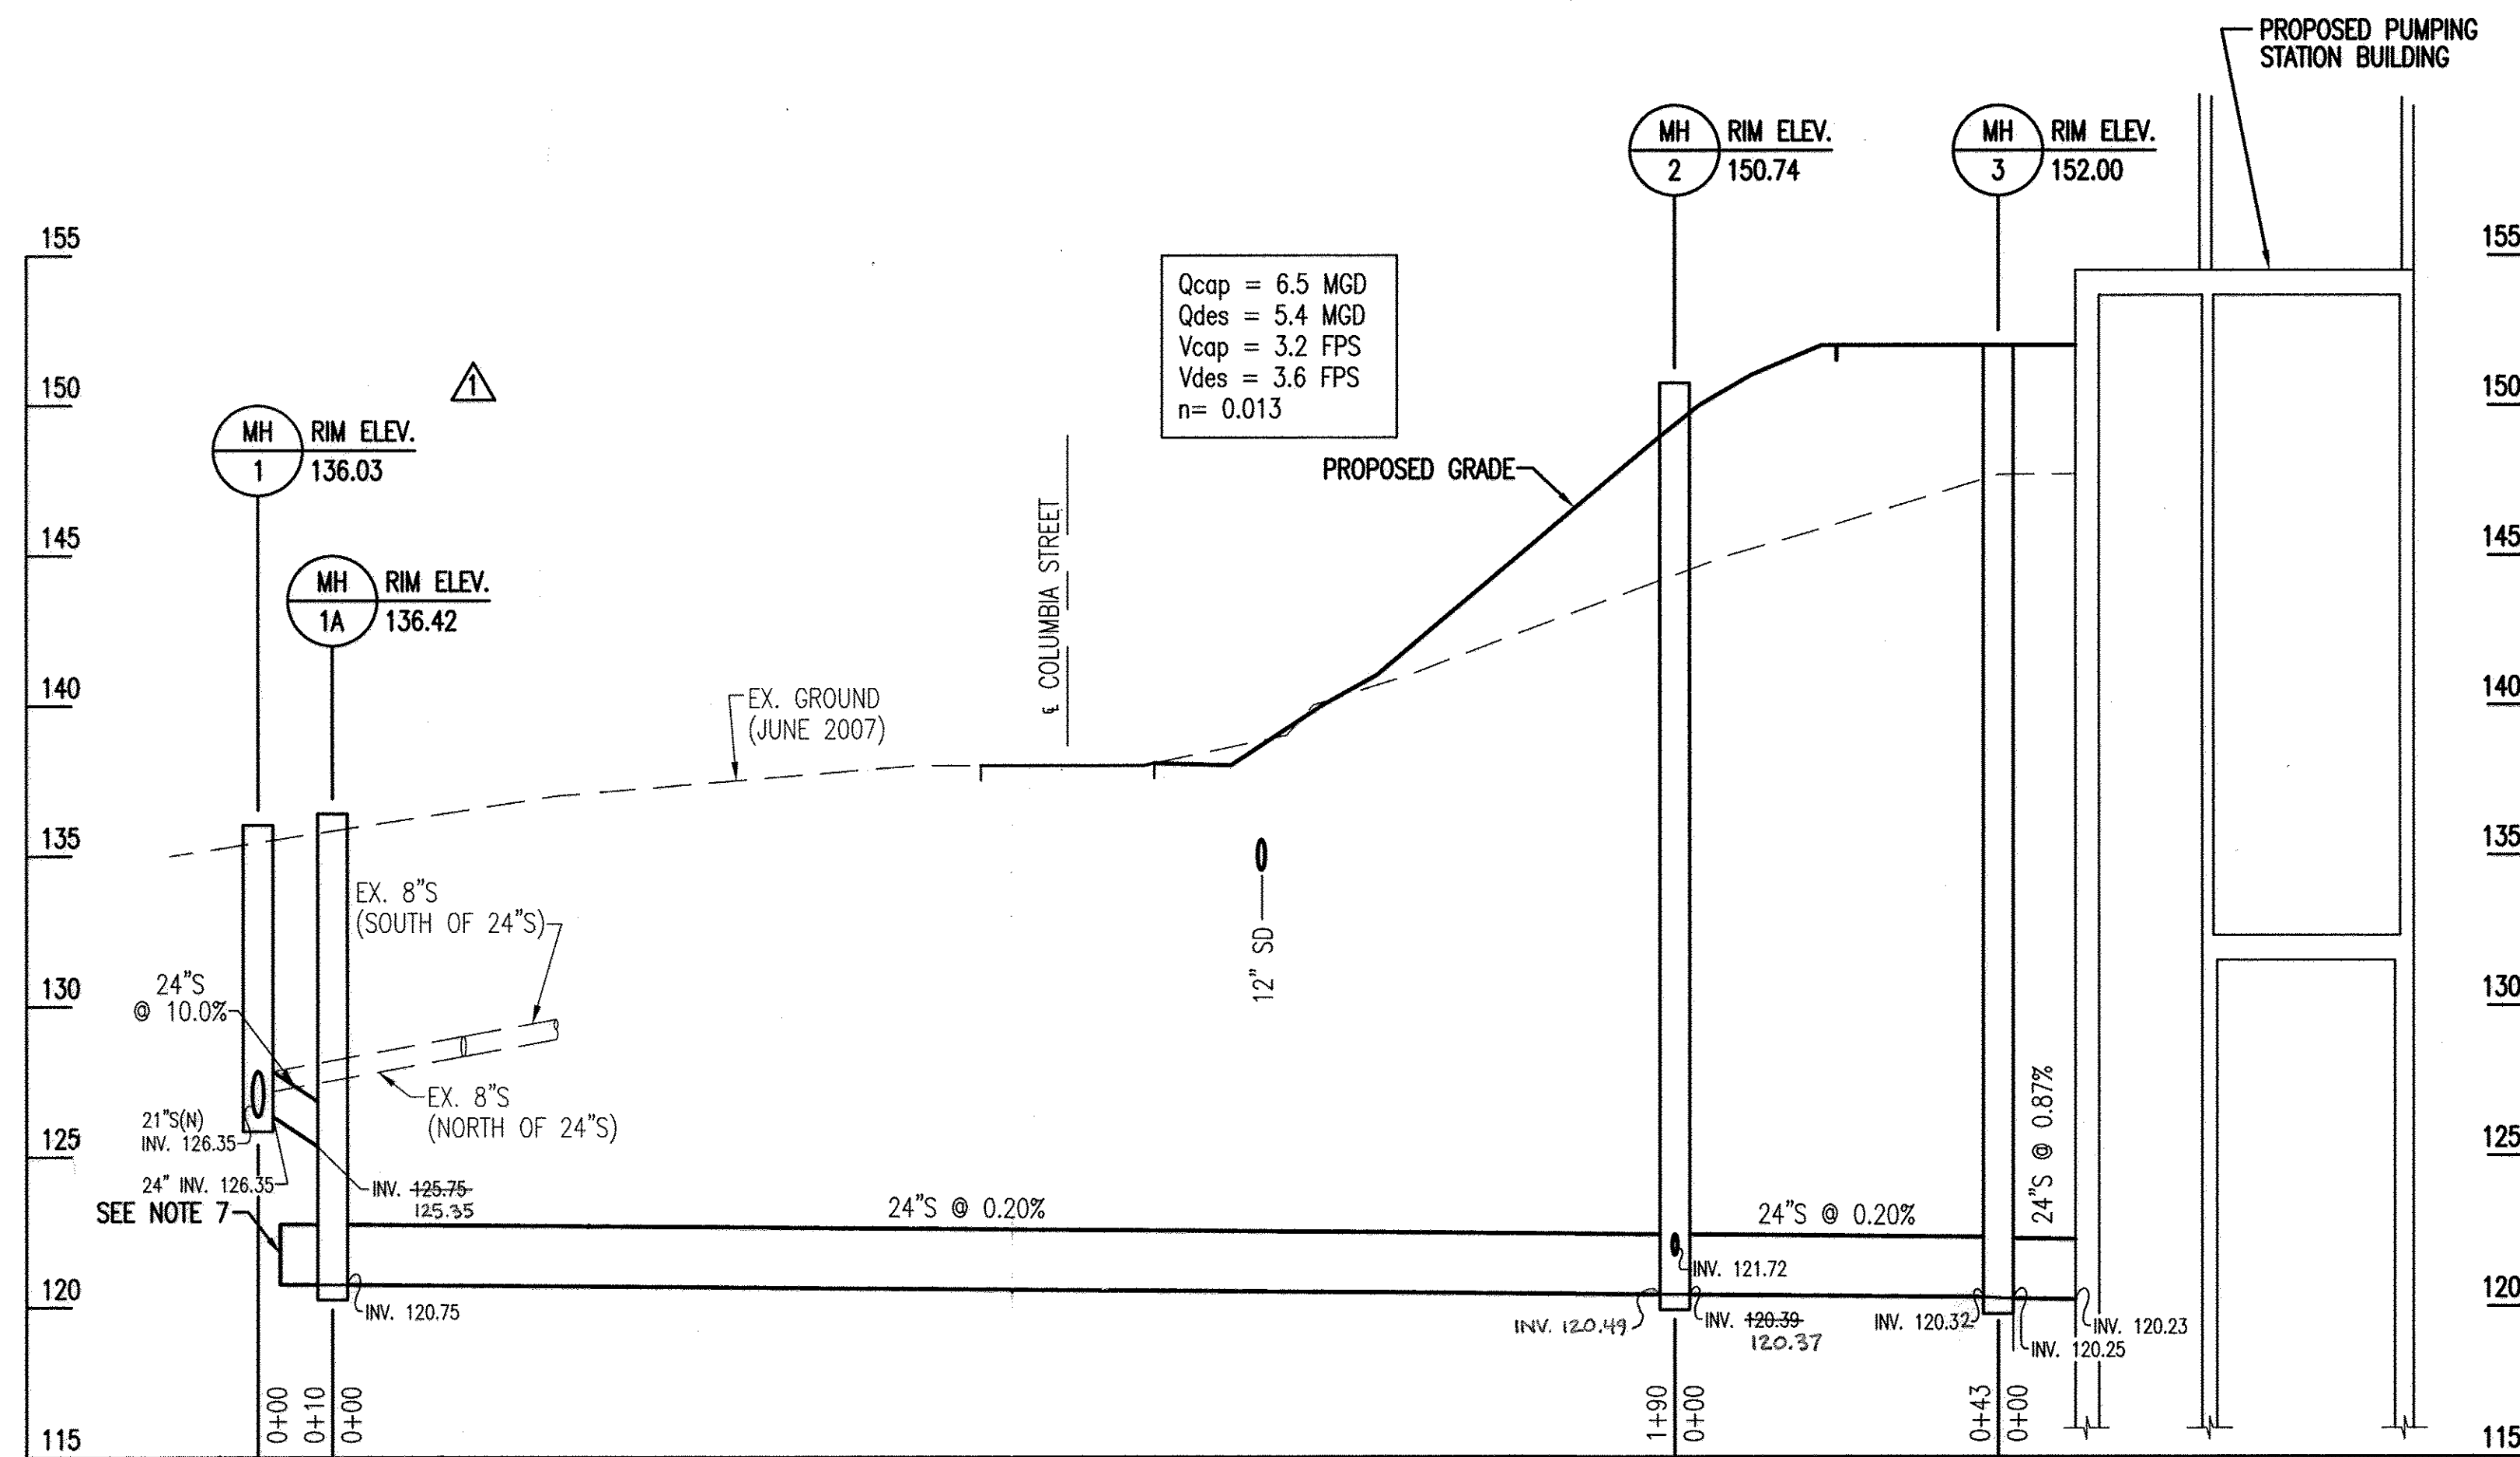 PROPOSED PUMPING
STATION BUILDING
MH
2
RIM ELEV.
150.74
MH
3
RIM ELEV.
152.00
155
155
Qcap = 6.5 MGD
Qdes = 5.4 MGD
Vcap = 3.2 FPS
Vdes = 3.6 FPS
n= 0.013
1
150
150
MH
1
RIM ELEV.
136.03
PROPOSED GRADE
145
145
MH
1A
RIM ELEV.
136.42
℄ COLUMBIA STREET
140
140
EX. GROUND
(JUNE 2007)
135
135
EX. 8"S
(SOUTH OF 24"S)
12" SD
130
130
24"S
@ 10.0%
EX. 8"S
(NORTH OF 24"S)
21"S(N)
INV. 126.35
125
125
24" INV. 126.35
INV. 125.75
125.35
SEE NOTE 7
24"S @ 0.20%
24"S @ 0.20%
24"S @ 0.87%
INV. 121.72
120
120
INV. 120.75
INV. 120.49
INV. 120.39
120.37
INV. 120.32
INV. 120.25
INV. 120.23
0+00
0+10
0+00
1+90
0+00
0+43
0+00
115
115